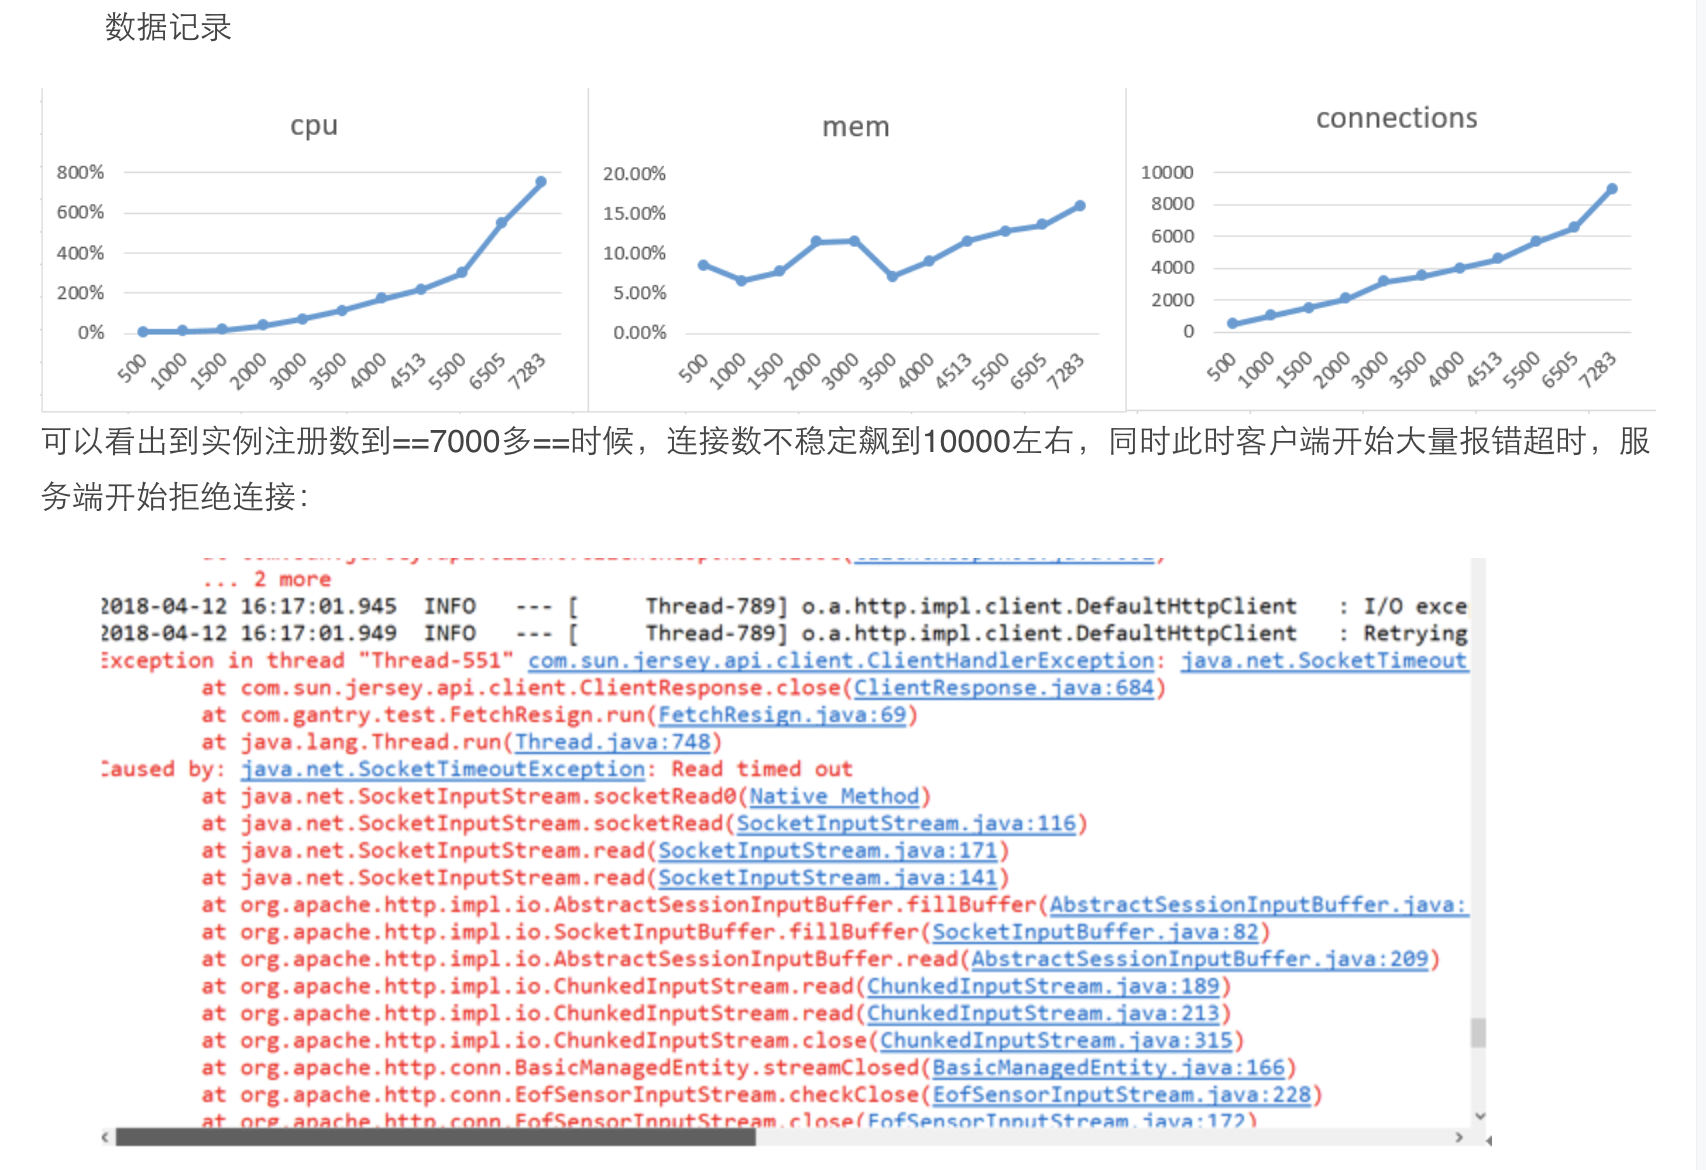 数据记录
cpu
800%
600%
400%
200%
0%
500 1000 1500 2000 3000 3500 4000 4513 5500 6505 7283
mem
20.00%
15.00%
10.00%
5.00%
0.00%
500 1000 1500 2000 3000 3500 4000 4513 5500 6505 7283
connections
10000
8000
6000
4000
2000
0
500 1000 1500 2000 3000 3500 4000 4513 5500 6505 7283
可以看出到实例注册数到==7000多==时候，连接数不稳定飙到10000左右，同时此时客户端开始大量报错超时，服
务端开始拒绝连接：
... 2 more
2018-04-12 16:17:01.945 INFO --- [ Thread-789] o.a.http.impl.client.DefaultHttpClient : I/O exce
2018-04-12 16:17:01.949 INFO --- [ Thread-789] o.a.http.impl.client.DefaultHttpClient : Retrying
Exception in thread "Thread-551" com.sun.jersey.api.client.ClientHandlerException: java.net.SocketTimeout
at com.sun.jersey.api.client.ClientResponse.close(ClientResponse.java:684)
at com.gantry.test.FetchResign.run(FetchResign.java:69)
at java.lang.Thread.run(Thread.java:748)
Caused by: java.net.SocketTimeoutException: Read timed out
at java.net.SocketInputStream.socketRead0(Native Method)
at java.net.SocketInputStream.socketRead(SocketInputStream.java:116)
at java.net.SocketInputStream.read(SocketInputStream.java:171)
at java.net.SocketInputStream.read(SocketInputStream.java:141)
at org.apache.http.impl.io.AbstractSessionInputBuffer.fillBuffer(AbstractSessionInputBuffer.java:
at org.apache.http.impl.io.SocketInputBuffer.fillBuffer(SocketInputBuffer.java:82)
at org.apache.http.impl.io.AbstractSessionInputBuffer.read(AbstractSessionInputBuffer.java:209)
at org.apache.http.impl.io.ChunkedInputStream.read(ChunkedInputStream.java:189)
at org.apache.http.impl.io.ChunkedInputStream.read(ChunkedInputStream.java:213)
at org.apache.http.impl.io.ChunkedInputStream.close(ChunkedInputStream.java:315)
at org.apache.http.conn.BasicManagedEntity.streamClosed(BasicManagedEntity.java:166)
at org.apache.http.conn.EofSensorInputStream.checkClose(EofSensorInputStream.java:228)
at org.apache.http.conn.EofSensorInputStream.close(EofSensorInputStream.java:172)